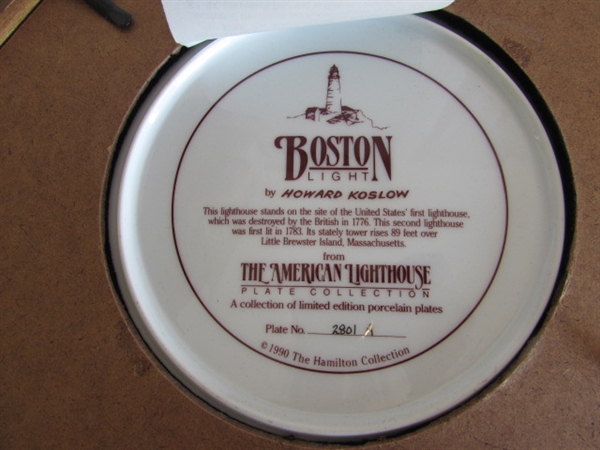 BOSTON
LIGHT
by HOWARD KOSLOW
This lighthouse stands on the site of the United States' first lighthouse,
which was destroyed by the British in 1776. This second lighthouse
was first lit in 1783. Its stately tower rises 89 feet over
Little Brewster Island, Massachusetts.
from
THE AMERICAN LIGHTHOUSE
PLATE COLLECTION
A collection of limited edition porcelain plates
Plate No. 2801 A
©1990 The Hamilton Collection